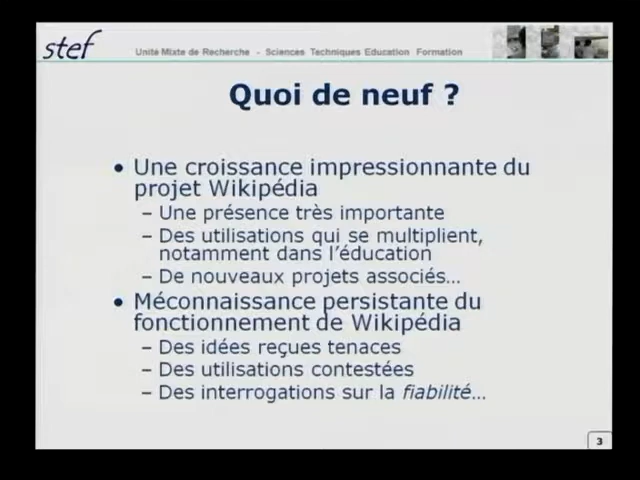 stef
Unité Mixte de Recherche - Sciences Techniques Education Formation
Quoi de neuf ?
• Une croissance impressionnante du
projet Wikipédia
– Une présence très importante
– Des utilisations qui se multiplient,
notamment dans l'éducation
– De nouveaux projets associés…
• Méconnaissance persistante du
fonctionnement de Wikipédia
– Des idées reçues tenaces
– Des utilisations contestées
– Des interrogations sur la fiabilité…
3